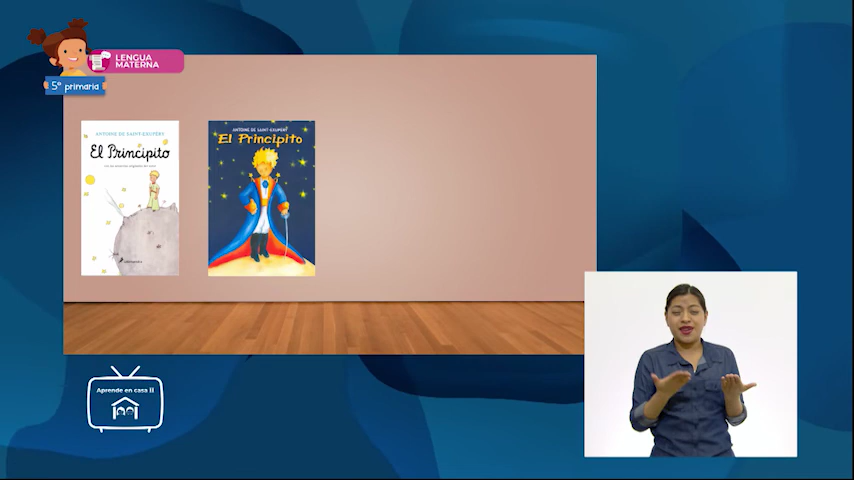 LENGUA
MATERNA
5° primaria
ANTOINE DE SAINT-EXUPÉRY
El Principito
ANTOINE DE SAINT-EXUPÉRY
El Principito
Aprende en casa II